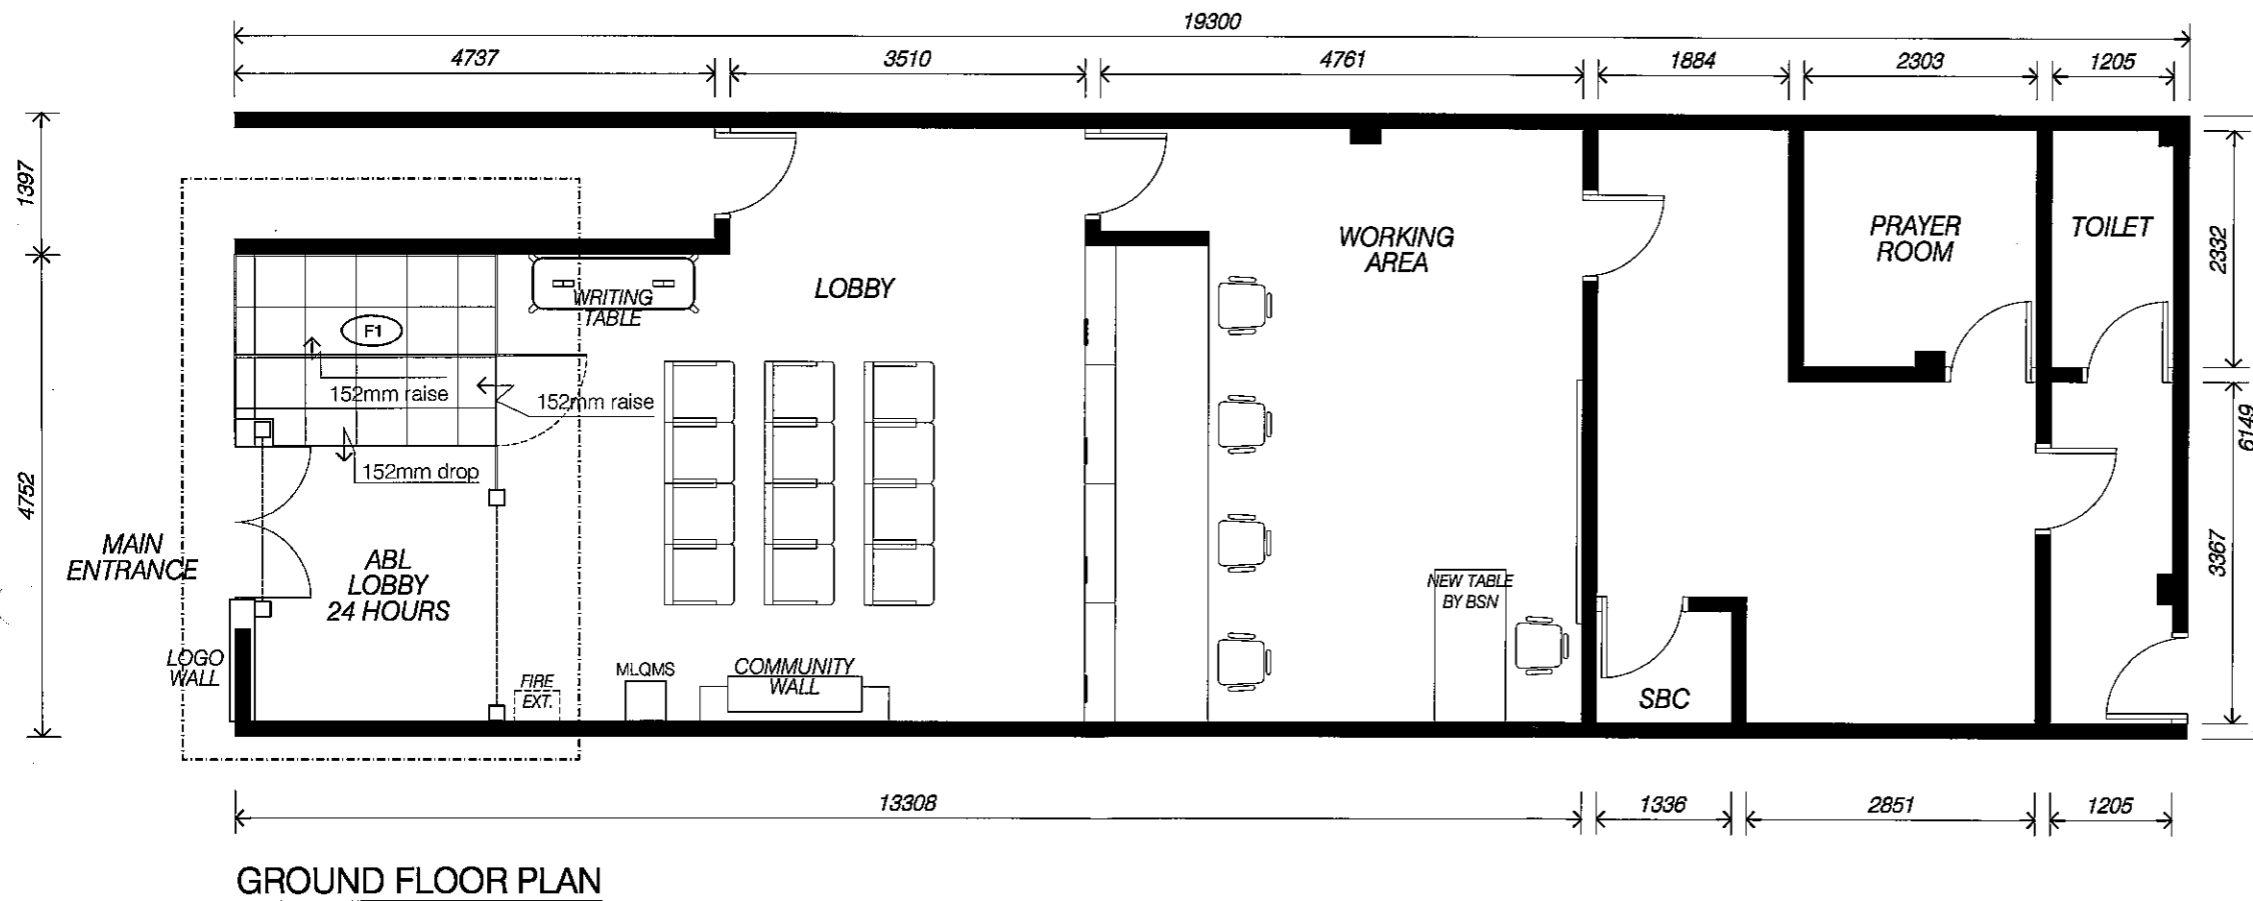 19300
4737
3510
4761
1884
2303
1205
1397
4752
2332
6149
3367
WORKING
AREA
PRAYER
ROOM
TOILET
LOBBY
WRITING
TABLE
F1
152mm raise
152mm raise
152mm drop
MAIN
ENTRANCE
ABL
LOBBY
24 HOURS
NEW TABLE
BY BSN
LOGO
WALL
FIRE
EXT.
MLQMS
COMMUNITY
WALL
SBC
13308
1336
2851
1205
GROUND FLOOR PLAN